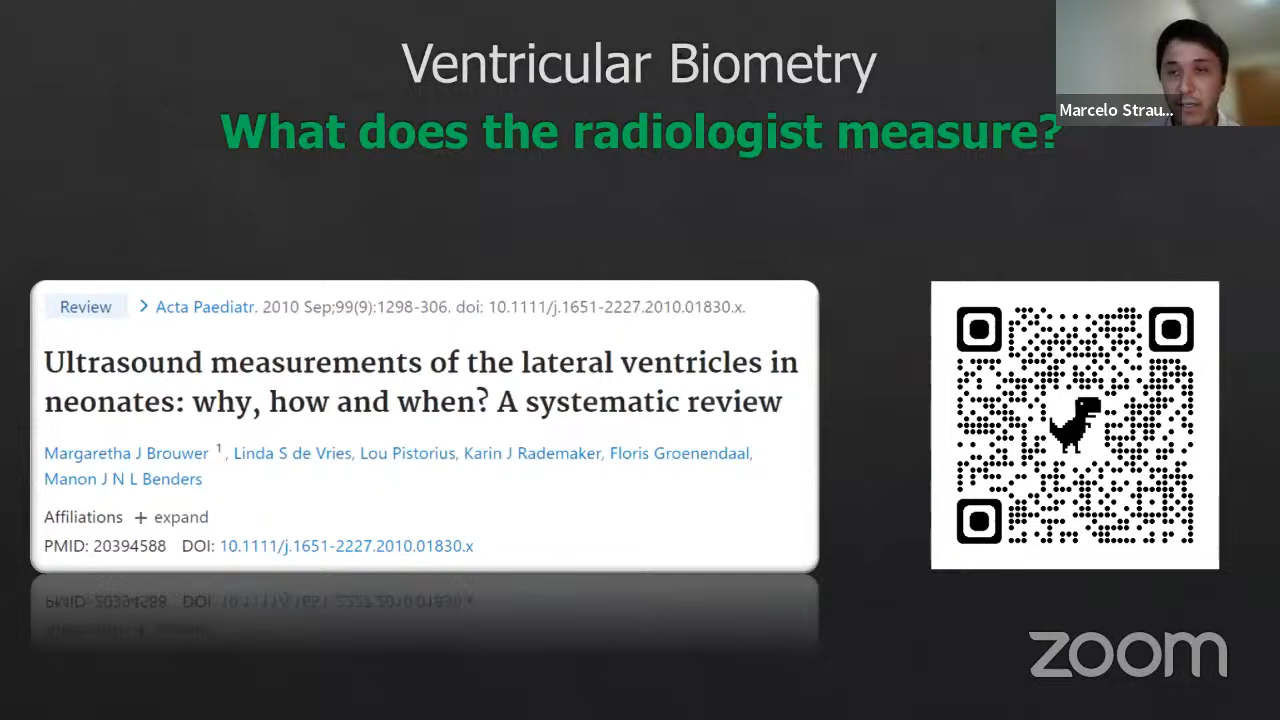 Ventricular Biometry
What does the radiologist measure?
Marcelo Strau...
Review > Acta Paediatr. 2010 Sep;99(9):1298-306. doi: 10.1111/j.1651-2227.2010.01830.x.
Ultrasound measurements of the lateral ventricles in
neonates: why, how and when? A systematic review
Margaretha J Brouwer 1, Linda S de Vries, Lou Pistorius, Karin J Rademaker, Floris Groenendaal,
Manon J N L Benders
Affiliations + expand
PMID: 20394588 DOI: 10.1111/j.1651-2227.2010.01830.x
zoom